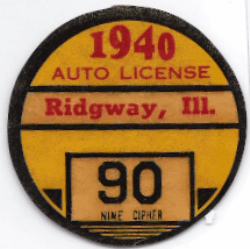 1940
AUTO LICENSE
Ridgway, Ill.
90
NINE CIPHER